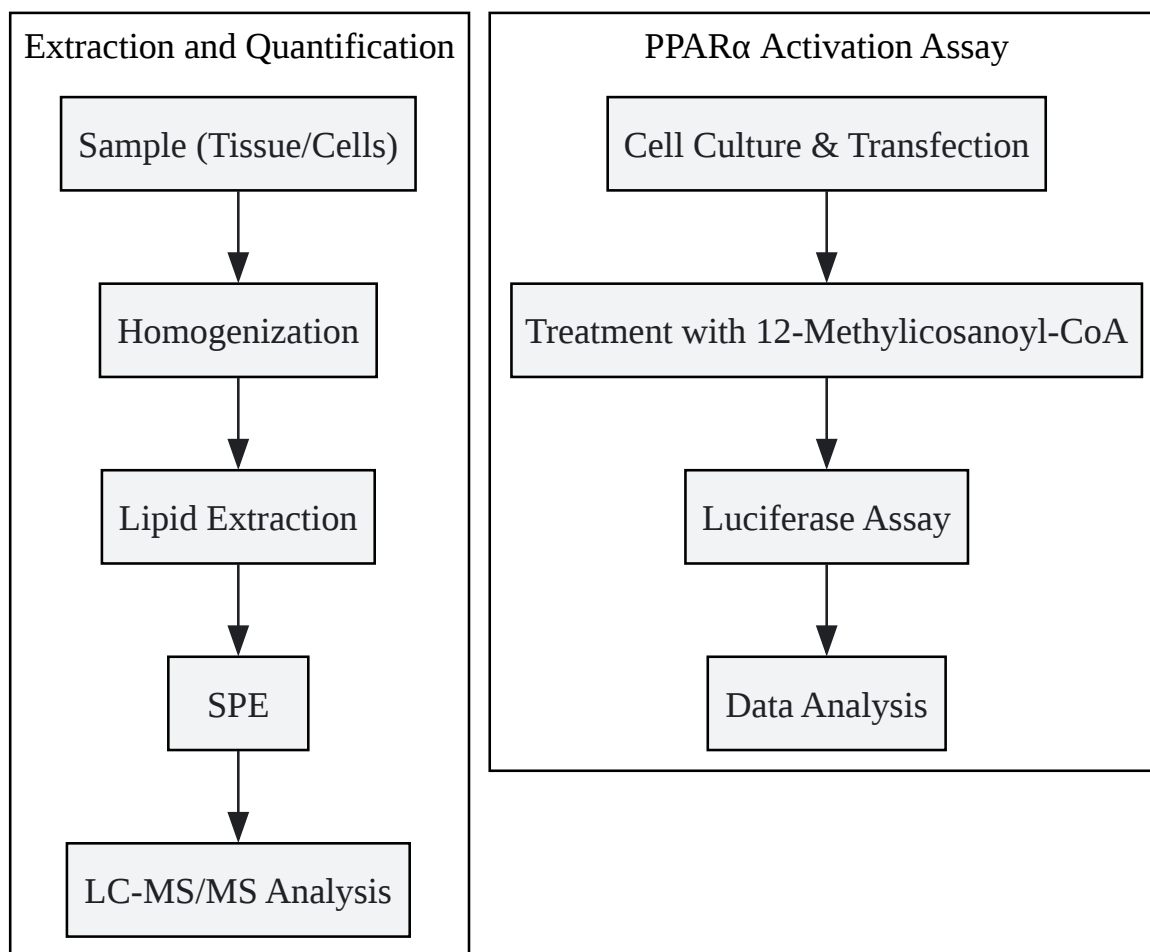 Extraction and Quantification
Sample (Tissue/Cells)
Homogenization
Lipid Extraction
SPE
LC-MS/MS Analysis
PPARα Activation Assay
Cell Culture & Transfection
Treatment with 12-Methylicosanoyl-CoA
Luciferase Assay
Data Analysis